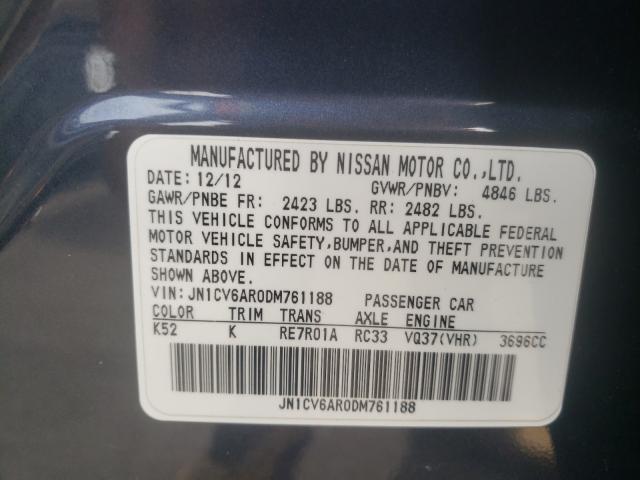 MANUFACTURED BY NISSAN MOTOR CO.,LTD.
DATE: 12/12 GVWR/PNBV: 4846 LBS.
GAWR/PNBE FR: 2423 LBS. RR: 2482 LBS.
THIS VEHICLE CONFORMS TO ALL APPLICABLE FEDERAL
MOTOR VEHICLE SAFETY,BUMPER,AND THEFT PREVENTION
STANDARDS IN EFFECT ON THE DATE OF MANUFACTURE
SHOWN ABOVE.
VIN:JN1CV6AR0DM761188 PASSENGER CAR
COLOR TRIM TRANS AXLE ENGINE
K52 K RE7R01A RC33 VQ37(VHR) 3696CC
JN1CV6AR0DM761188